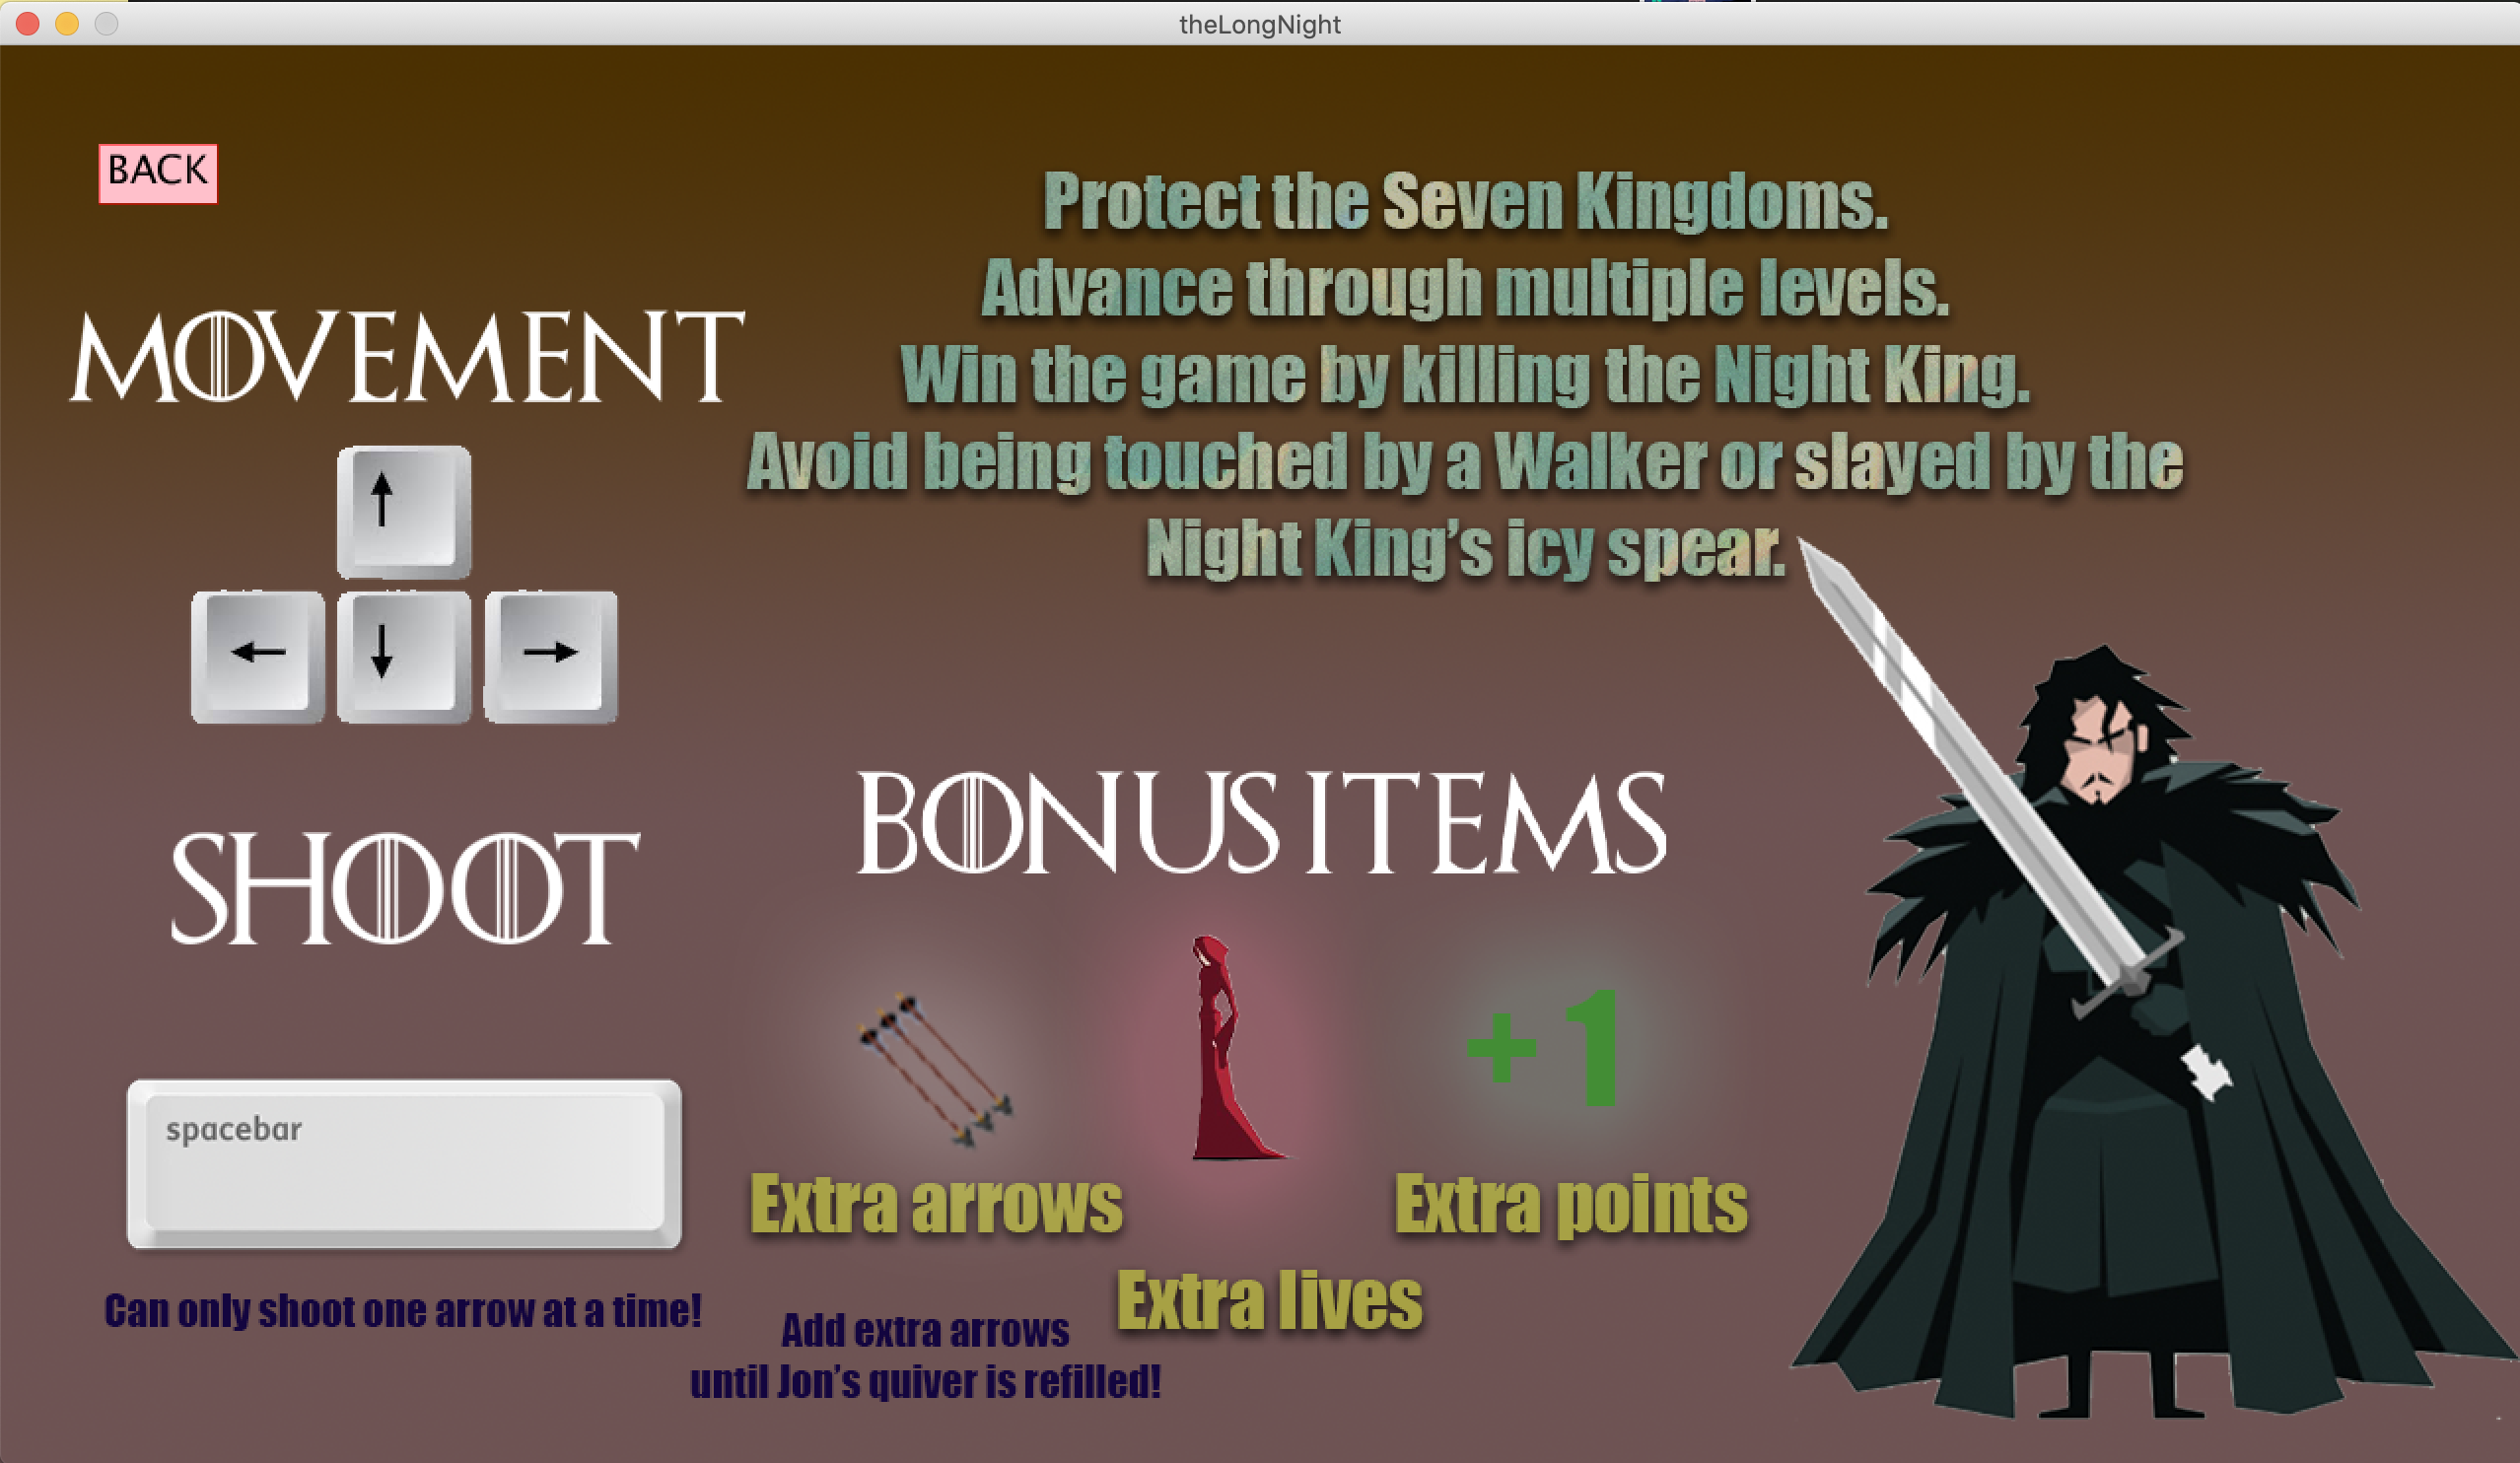 theLongNight
BACK
Protect the Seven Kingdoms.
Advance through multiple levels.
Win the game by killing the Night King.
Avoid being touched by a Walker or slayed by the
Night King’s icy spear.
MOVEMENT
↑
← ↓ →
SHOOT
spacebar
Can only shoot one arrow at a time!
BONUS ITEMS
+1
Extra arrows
Extra lives
Extra points
Add extra arrows
until Jon’s quiver is refilled!